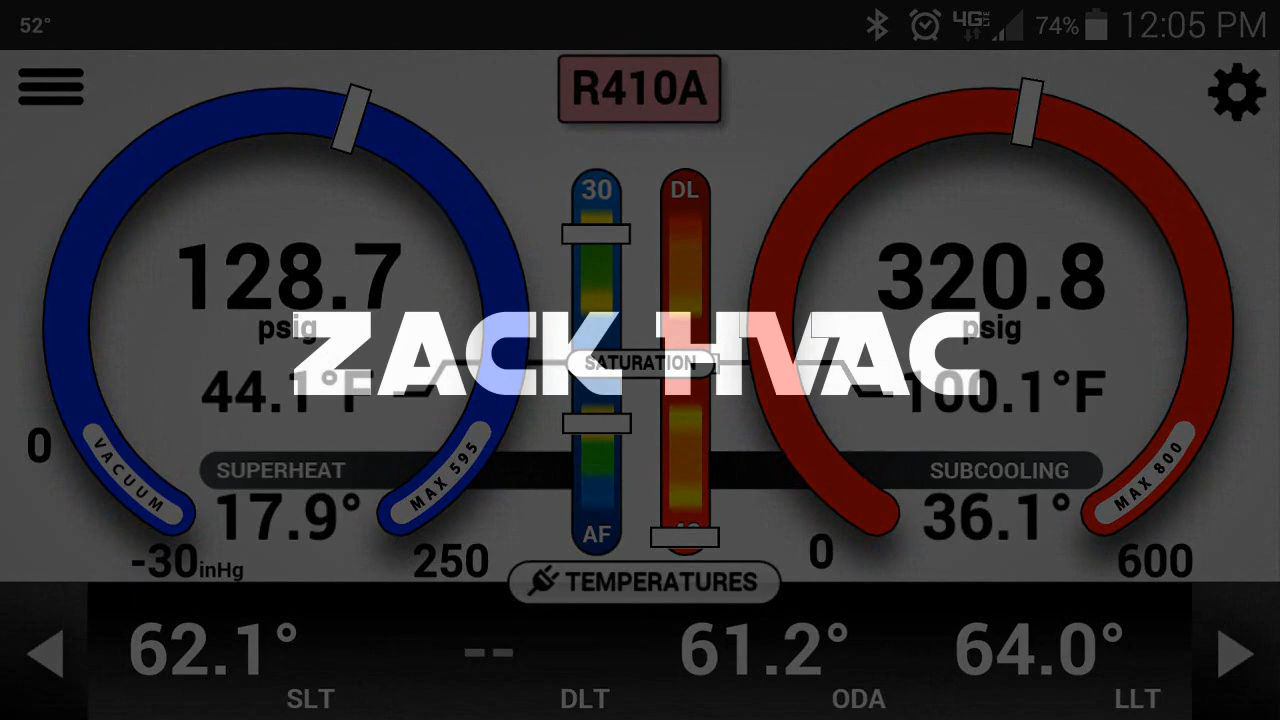 52°
4G LTE 74% 12:05 PM
R410A
30 DL
128.7 320.8
psig psig
ZACK HVAC
SATURATION
44.1°F 100.1°F
0 VACUUM MAX 595 MAX 800
SUPERHEAT SUBCOOLING
17.9° 36.1°
AF
-30inHg 250 0 600
TEMPERATURES
62.1° -- 61.2° 64.0°
SLT DLT ODA LLT